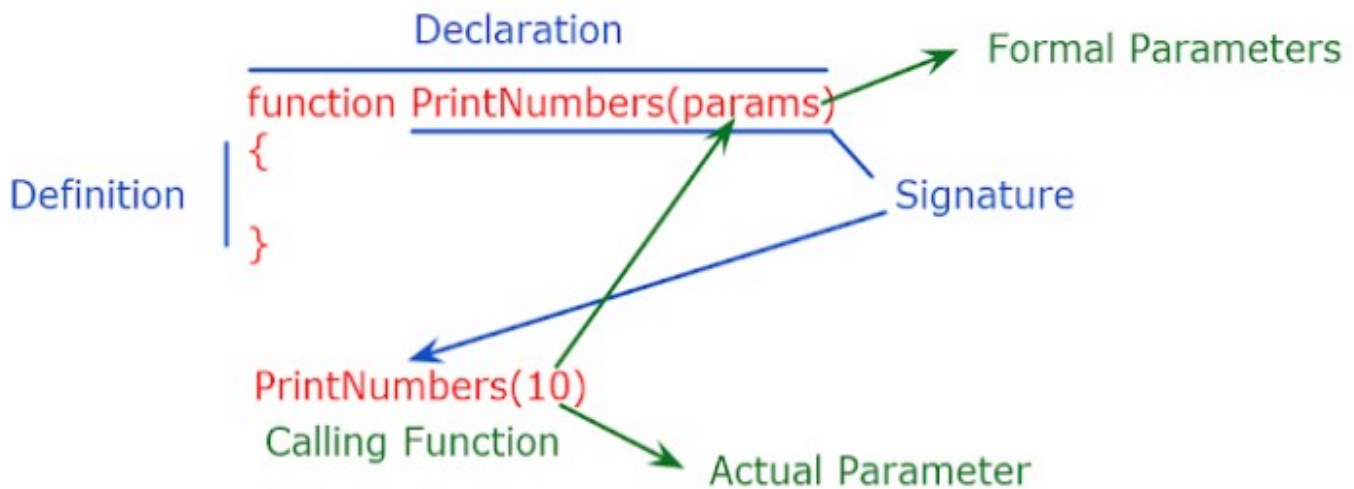 Declaration
Formal Parameters
function PrintNumbers(params)
{
Definition
Signature
}
PrintNumbers(10)
Calling Function
Actual Parameter